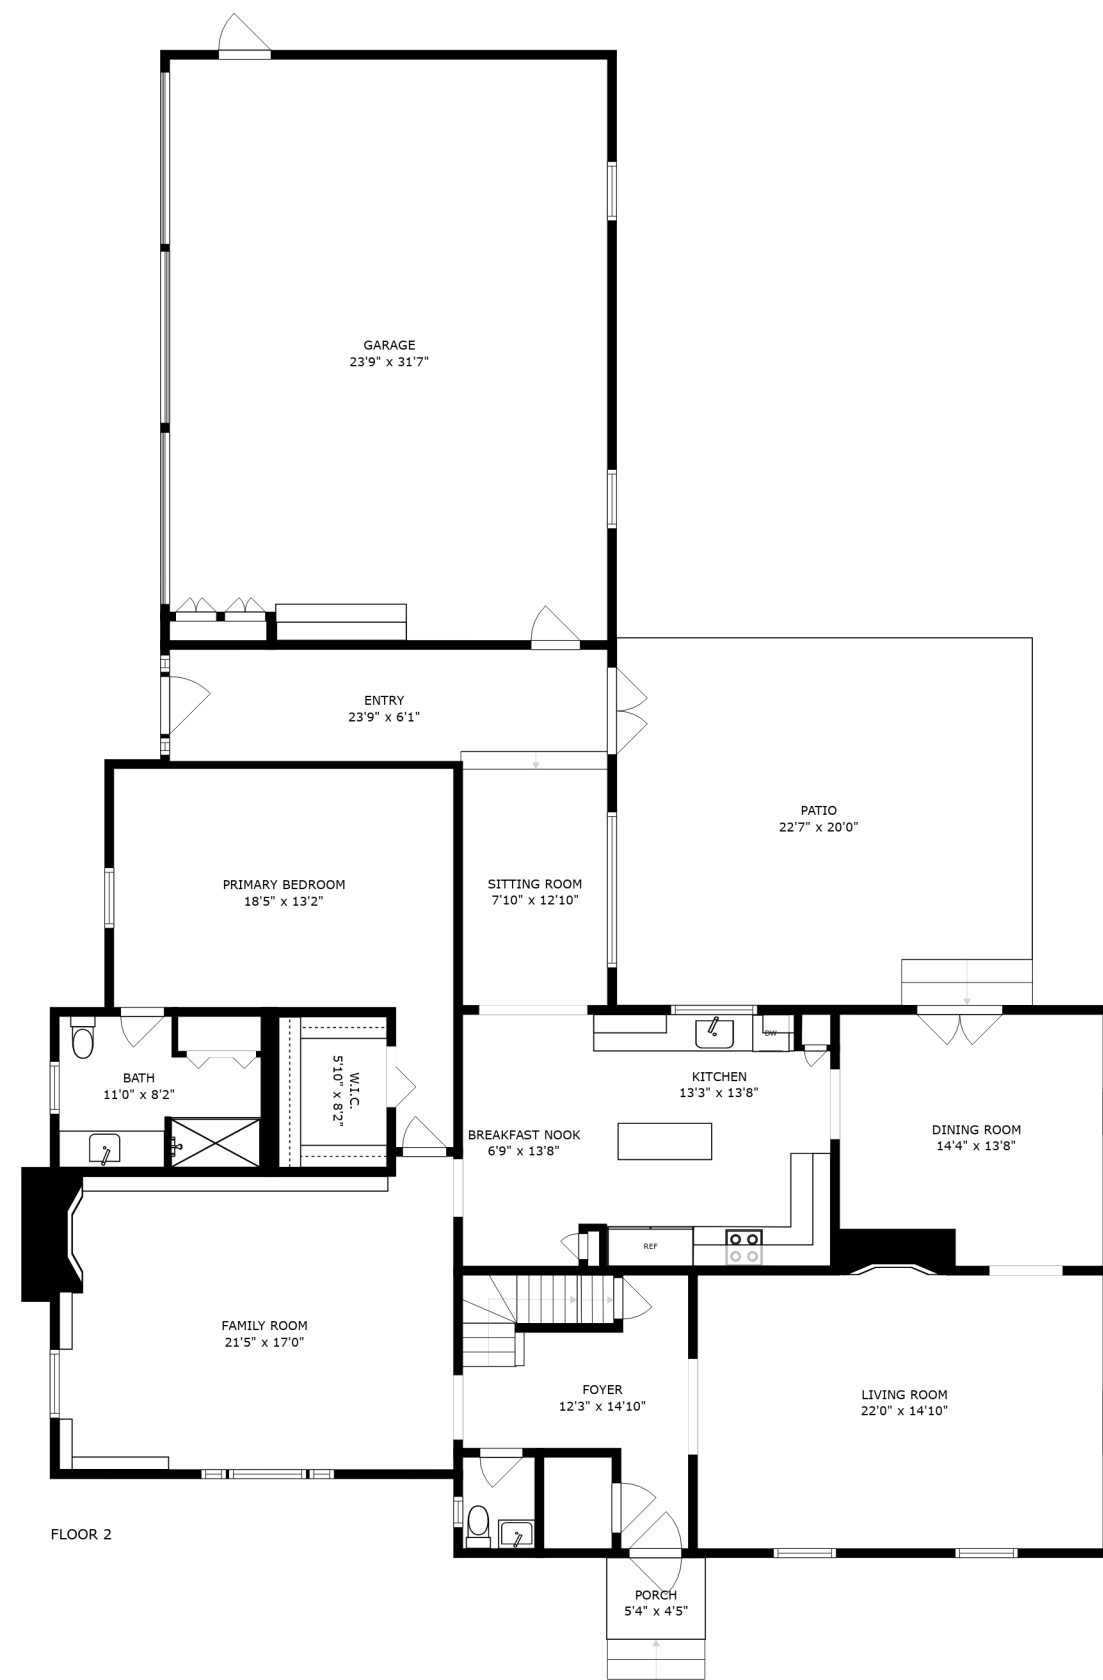 GARAGE
23'9" x 31'7"
ENTRY
23'9" x 6'1"
PATIO
22'7" x 20'0"
PRIMARY BEDROOM
18'5" x 13'2"
SITTING ROOM
7'10" x 12'10"
DW
BATH
11'0" x 8'2"
W.I.C.
5'10" x 8'2"
KITCHEN
13'3" x 13'8"
BREAKFAST NOOK
6'9" x 13'8"
DINING ROOM
14'4" x 13'8"
REF
FAMILY ROOM
21'5" x 17'0"
FOYER
12'3" x 14'10"
LIVING ROOM
22'0" x 14'10"
FLOOR 2
PORCH
5'4" x 4'5"